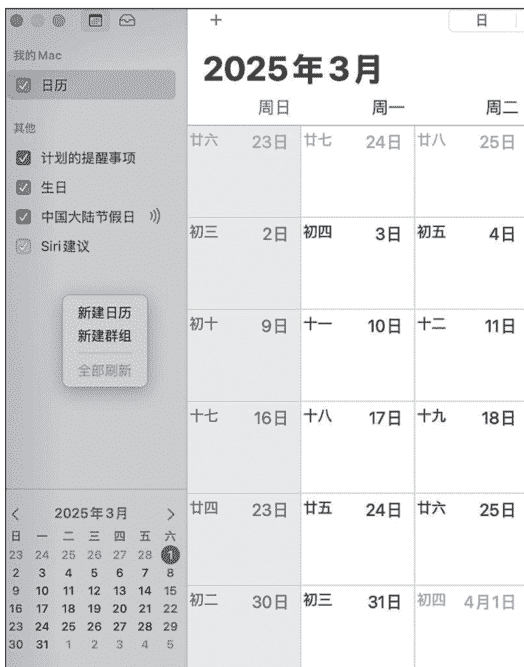 + 日
我的Mac
日历
其他
计划的提醒事项
生日
中国大陆节假日
Siri建议
新建日历
新建群组
全部刷新
2025年3月
周日 周一 周二
廿六 23日 廿七 24日 廿八 25日
初三 2日 初四 3日 初五 4日
初十 9日 十一 10日 十二 11日
十七 16日 十八 17日 十九 18日
廿四 23日 廿五 24日 廿六 25日
初二 30日 初三 31日 初四 4月1日
< 2025年3月 >
日 一 二 三 四 五 六
23 24 25 26 27 28 1
2 3 4 5 6 7 8
9 10 11 12 13 14 15
16 17 18 19 20 21 22
23 24 25 26 27 28 29
30 31 1 2 3 4 5